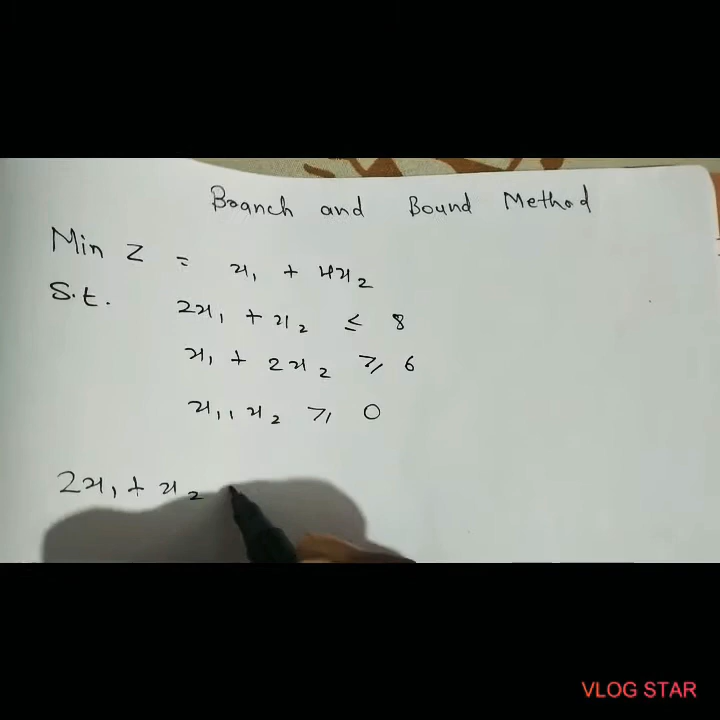 Branch and Bound Method
Min Z = x₁ + 4x₂
S.t. 2x₁ + x₂ ≤ 8
x₁ + 2x₂ ≥ 6
x₁, x₂ ≥ 0
2x₁ + x₂
VLOG STAR